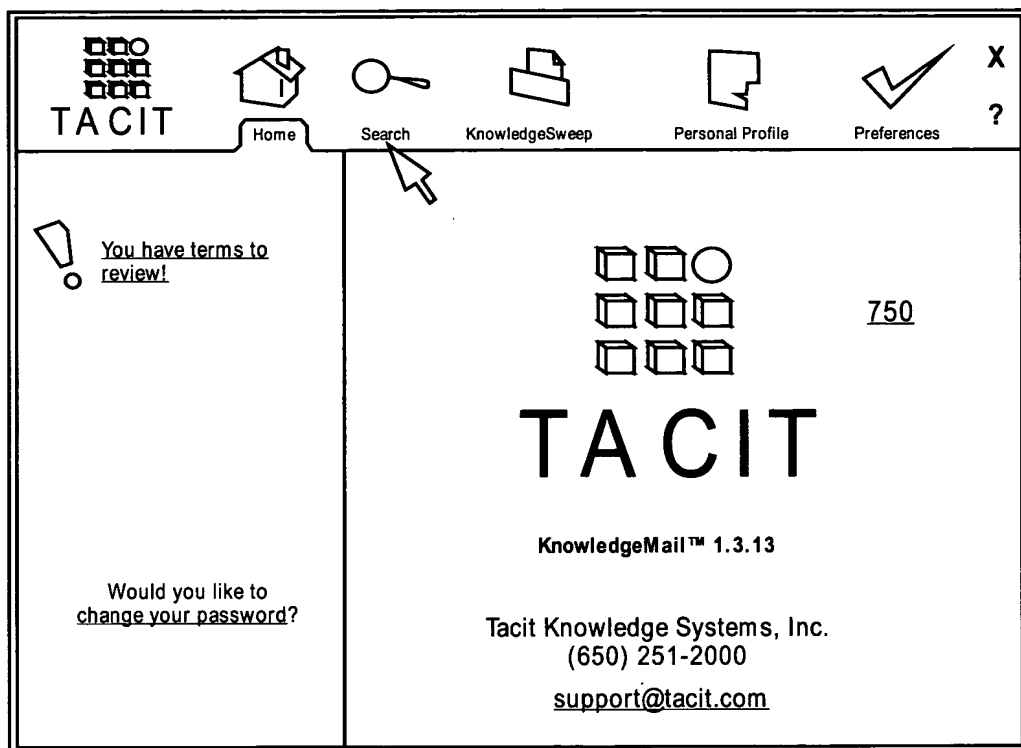 TACIT
Home
Search
KnowledgeSweep
Personal Profile
Preferences
X
?
You have terms to
review!
Would you like to
change your password?
750
TACIT
KnowledgeMail™ 1.3.13
Tacit Knowledge Systems, Inc.
(650) 251-2000
support@tacit.com